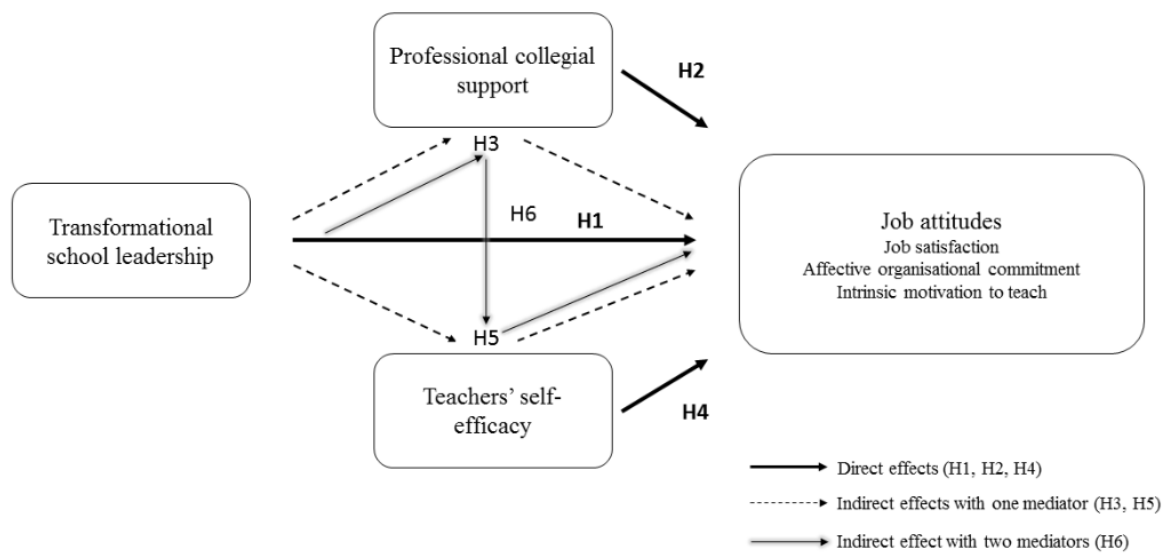 Professional collegial
support
H2
H3
Transformational
school leadership
H6
H1
Job attitudes
Job satisfaction
Affective organisational commitment
Intrinsic motivation to teach
H5
Teachers’ self-
efficacy
H4
Direct effects (H1, H2, H4)
Indirect effects with one mediator (H3, H5)
Indirect effect with two mediators (H6)